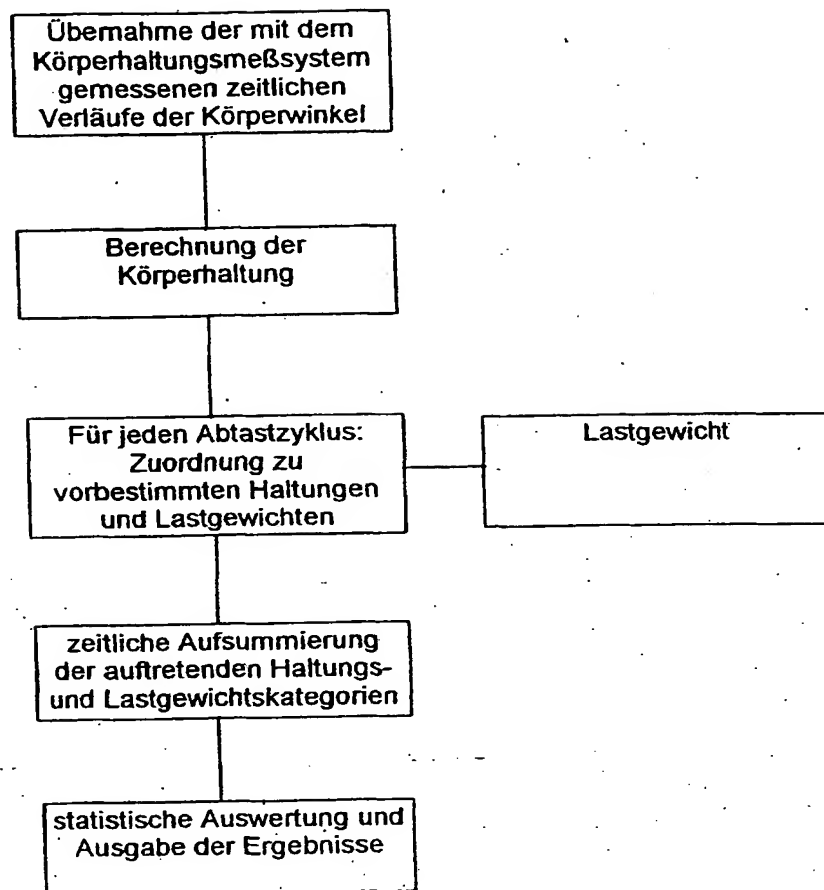 Übernahme der mit dem
Körperhaltungsmeßsystem
gemessenen zeitlichen
Verläufe der Körperwinkel
Berechnung der
Körperhaltung
Für jeden Abtastzyklus:
Zuordnung zu
vorbestimmten Haltungen
und Lastgewichten
Lastgewicht
zeitliche Aufsummierung
der auftretenden Haltungs-
und Lastgewichtskategorien
statistische Auswertung und
Ausgabe der Ergebnisse